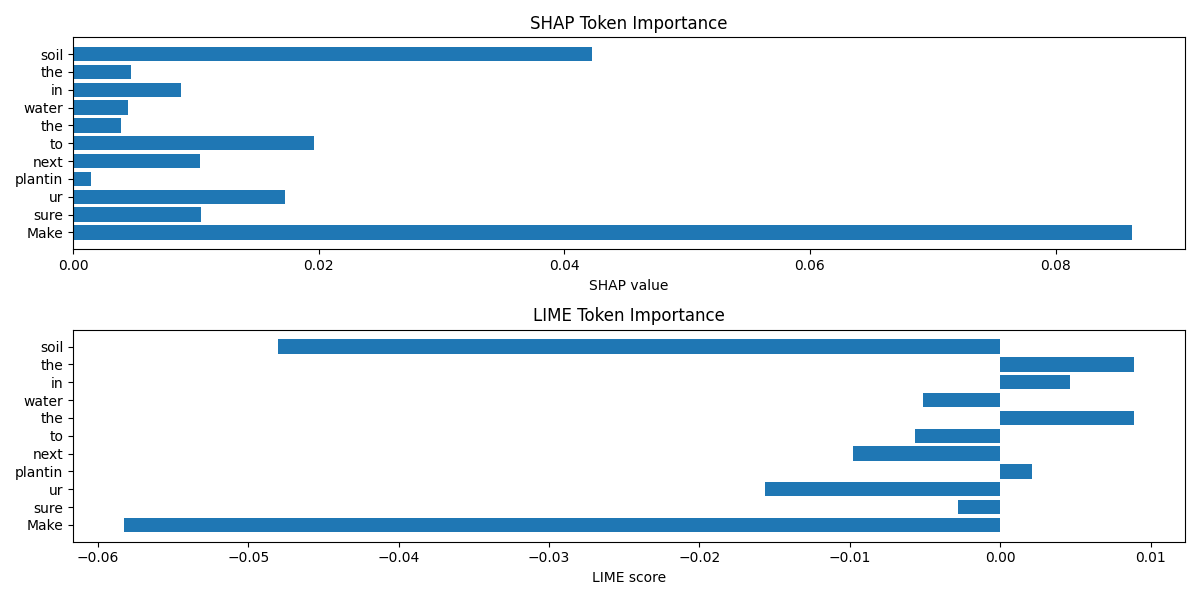 SHAP Token Importance
soil
the
in
water
the
to
next
plantin
ur
sure
Make
0.00 0.02 0.04 0.06 0.08
SHAP value
LIME Token Importance
soil
the
in
water
the
to
next
plantin
ur
sure
Make
−0.06 −0.05 −0.04 −0.03 −0.02 −0.01 0.00 0.01
LIME score